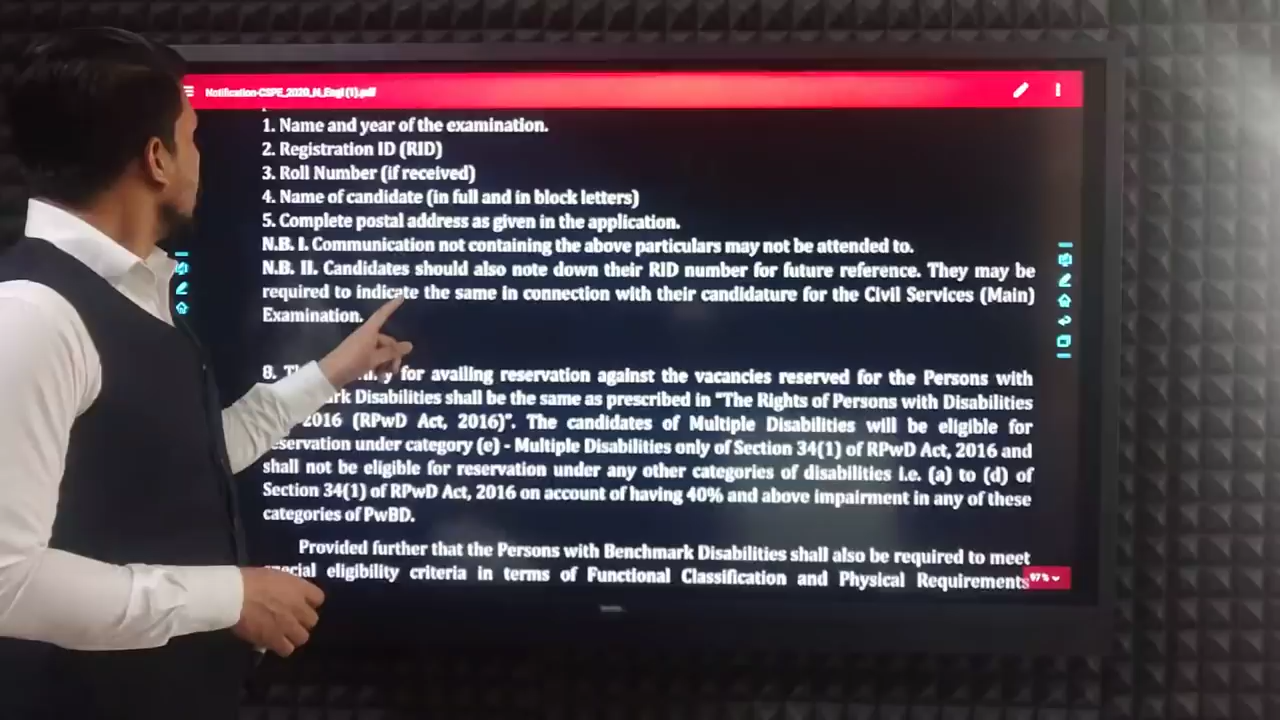 Notification-CSPE_2020_N_Engl (1).pdf
1. Name and year of the examination.
2. Registration ID (RID)
3. Roll Number (if received)
4. Name of candidate (in full and in block letters)
5. Complete postal address as given in the application.
N.B. I. Communication not containing the above particulars may not be attended to.
N.B. II. Candidates should also note down their RID number for future reference. They may be
required to indicate the same in connection with their candidature for the Civil Services (Main)
Examination.
8. for availing reservation against the vacancies reserved for the Persons with
Disabilities shall be the same as prescribed in "The Rights of Persons with Disabilities
2016 (RPwD Act, 2016)". The candidates of Multiple Disabilities will be eligible for
reservation under category (e) - Multiple Disabilities only of Section 34(1) of RPwD Act, 2016 and
shall not be eligible for reservation under any other categories of disabilities i.e. (a) to (d) of
Section 34(1) of RPwD Act, 2016 on account of having 40% and above impairment in any of these
categories of PwBD.
Provided further that the Persons with Benchmark Disabilities shall also be required to meet
special eligibility criteria in terms of Functional Classification and Physical Requirements
97%